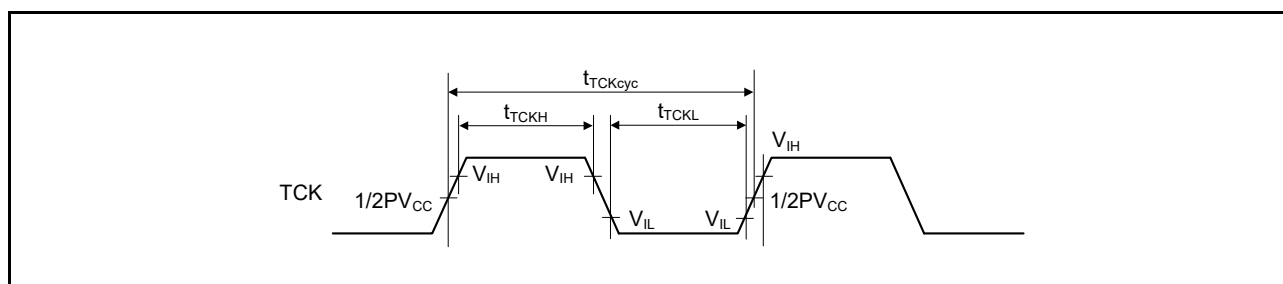 tTCKcyc
tTCKH
tTCKL
VIH
TCK
1/2PVCC
VIH
VIH
VIL
VIL
1/2PVCC